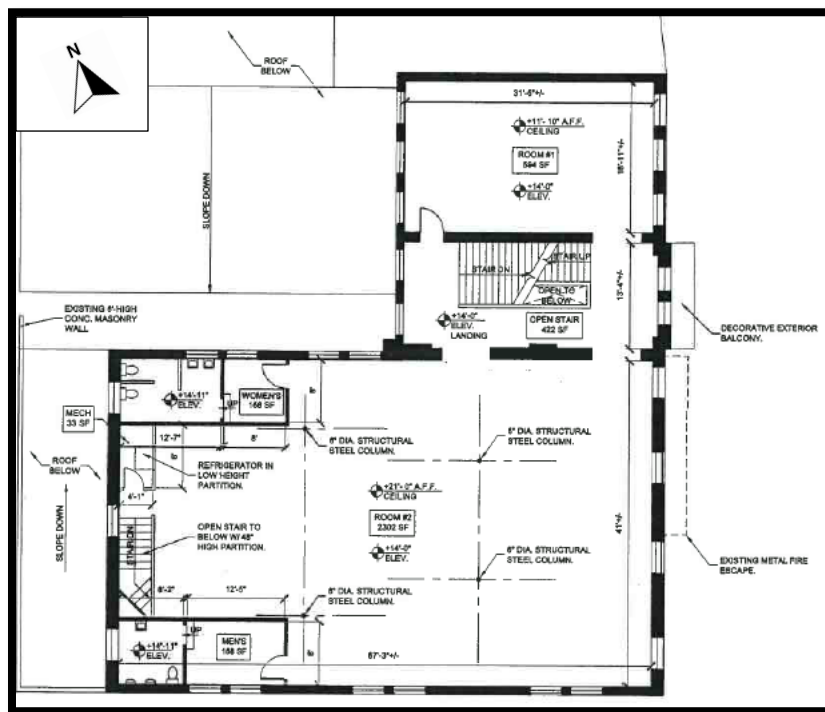 N
ROOF
BELOW
31'-6"+/-
+11'- 10" A.F.F.
CEILING
ROOM #1
594 SF
+14'-0"
ELEV.
18'-11"+/-
SLOPE DOWN
STAIR DN
STAIR UP
OPEN TO
BELOW
13'-4"+/-
EXISTING 6'-HIGH
CONC. MASONRY
WALL
+14'-0"
ELEV.
LANDING
OPEN STAIR
422 SF
DECORATIVE EXTERIOR
BALCONY.
+14'-11"
ELEV.
WOMEN'S
168 SF
UP
MECH
33 SF
12'-7"
8'
6" DIA. STRUCTURAL
STEEL COLUMN.
6" DIA. STRUCTURAL
STEEL COLUMN.
ROOF
BELOW
REFRIGERATOR IN
LOW HEIGHT
PARTITION.
4'-1"
+21'- 0" A.F.F.
CEILING
ROOM #2
2302 SF
+14'-0"
ELEV.
41'+/-
SLOPE DOWN
STAIR DN
OPEN STAIR TO
BELOW W/ 48"
HIGH PARTITION.
6" DIA. STRUCTURAL
STEEL COLUMN.
EXISTING METAL FIRE
ESCAPE.
6'-2"
12'-5"
6" DIA. STRUCTURAL
STEEL COLUMN.
UP
+14'-11"
ELEV.
MEN'S
168 SF
67'-3"+/-